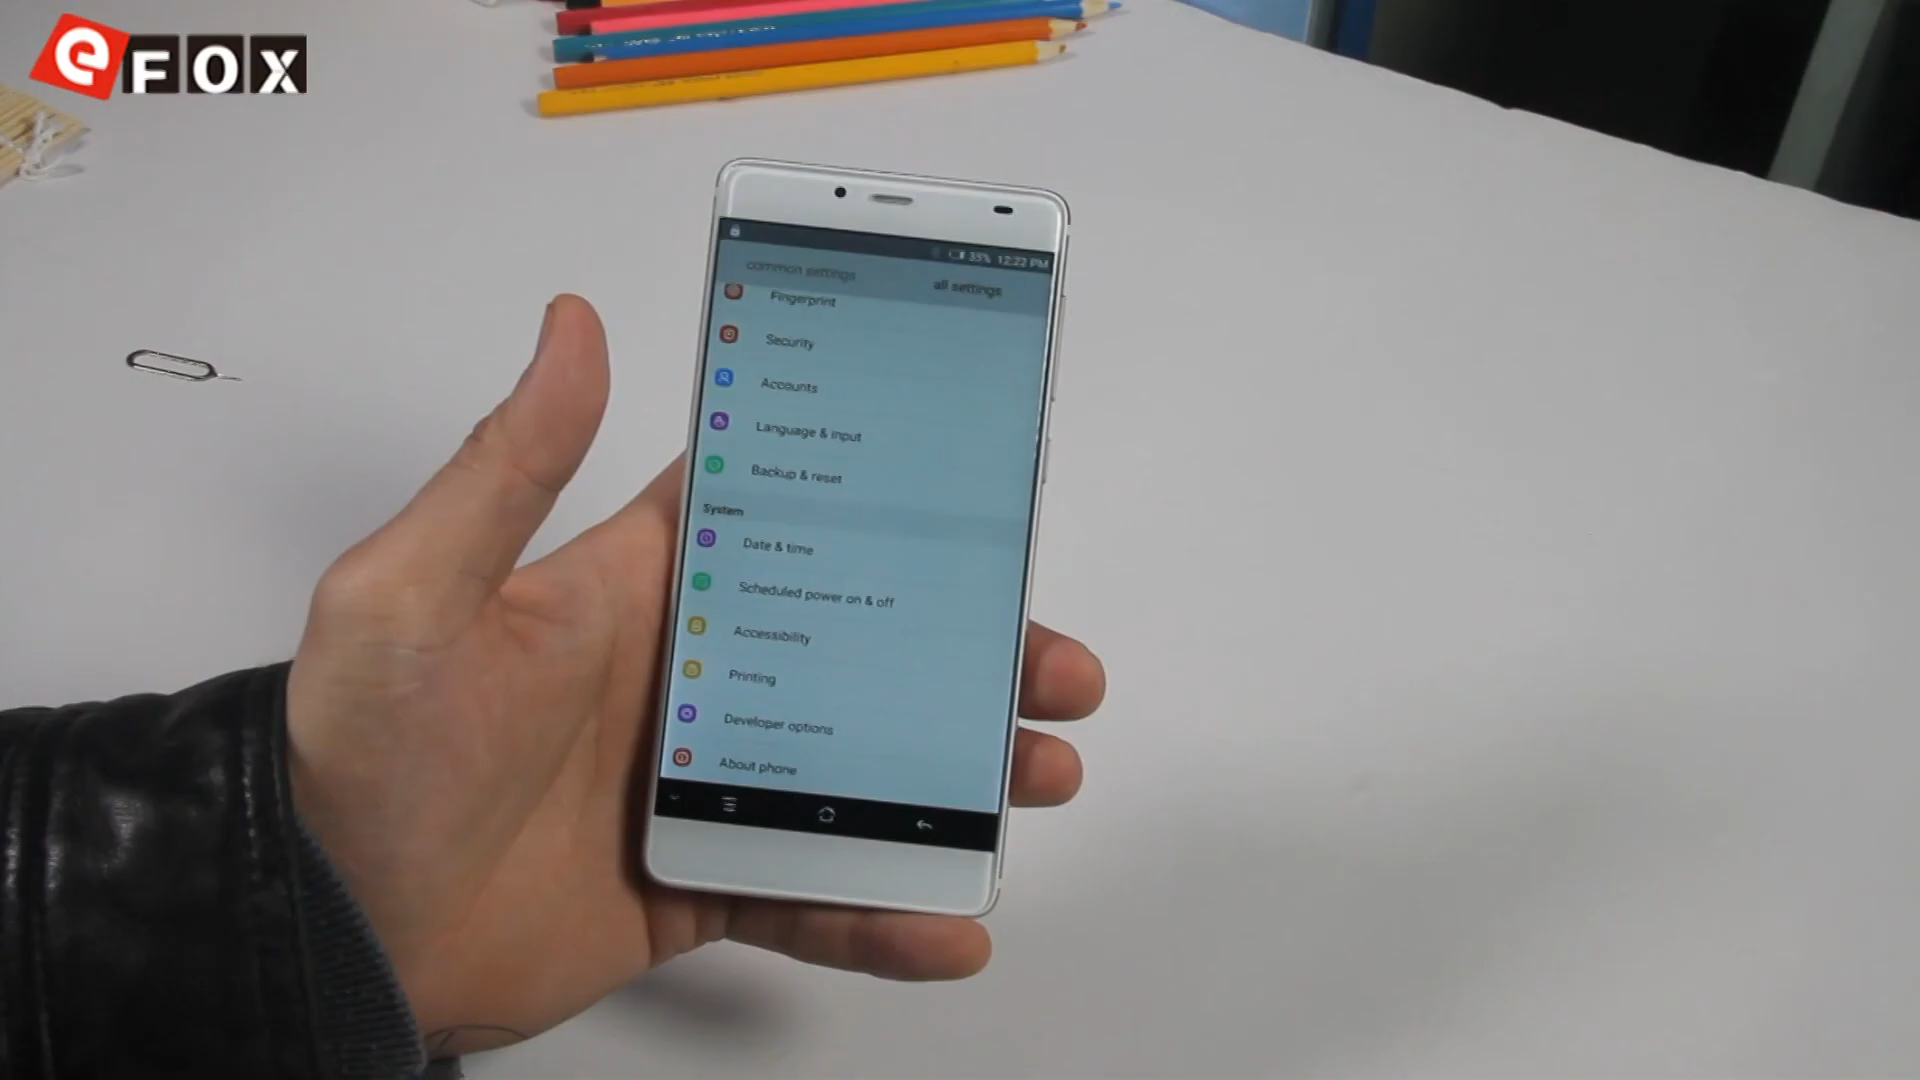 eFOX
33% 12:22 PM
common settings all settings
Fingerprint
Security
Accounts
Language & input
Backup & reset
System
Date & time
Scheduled power on & off
Accessibility
Printing
Developer options
About phone